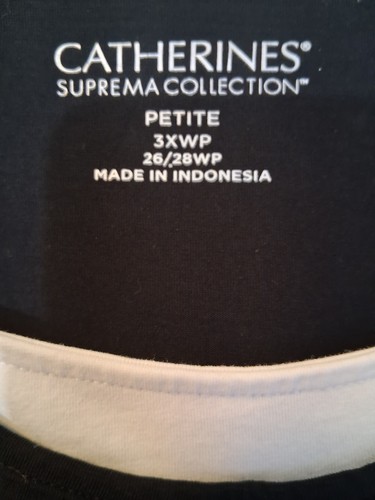 CATHERINES®
SUPREMA COLLECTION™
PETITE
3XWP
26/28WP
MADE IN INDONESIA